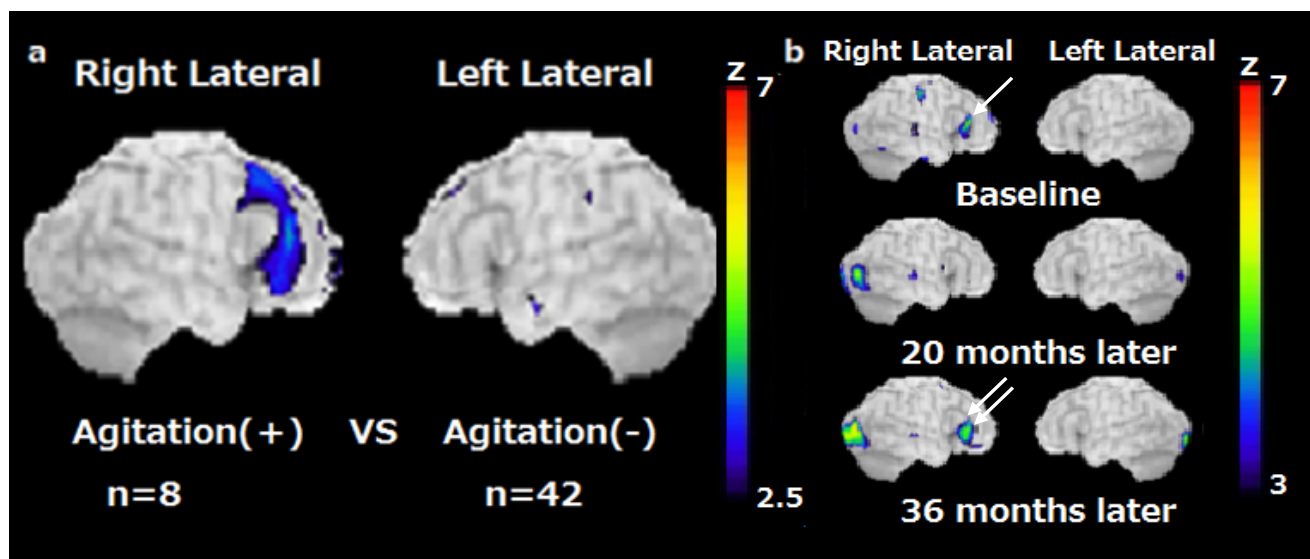 a
Right Lateral
Left Lateral
Z
7
2.5
Agitation(+) VS Agitation(-)
n=8
n=42
b
Right Lateral
Left Lateral
Z
7
Baseline
20 months later
36 months later
3